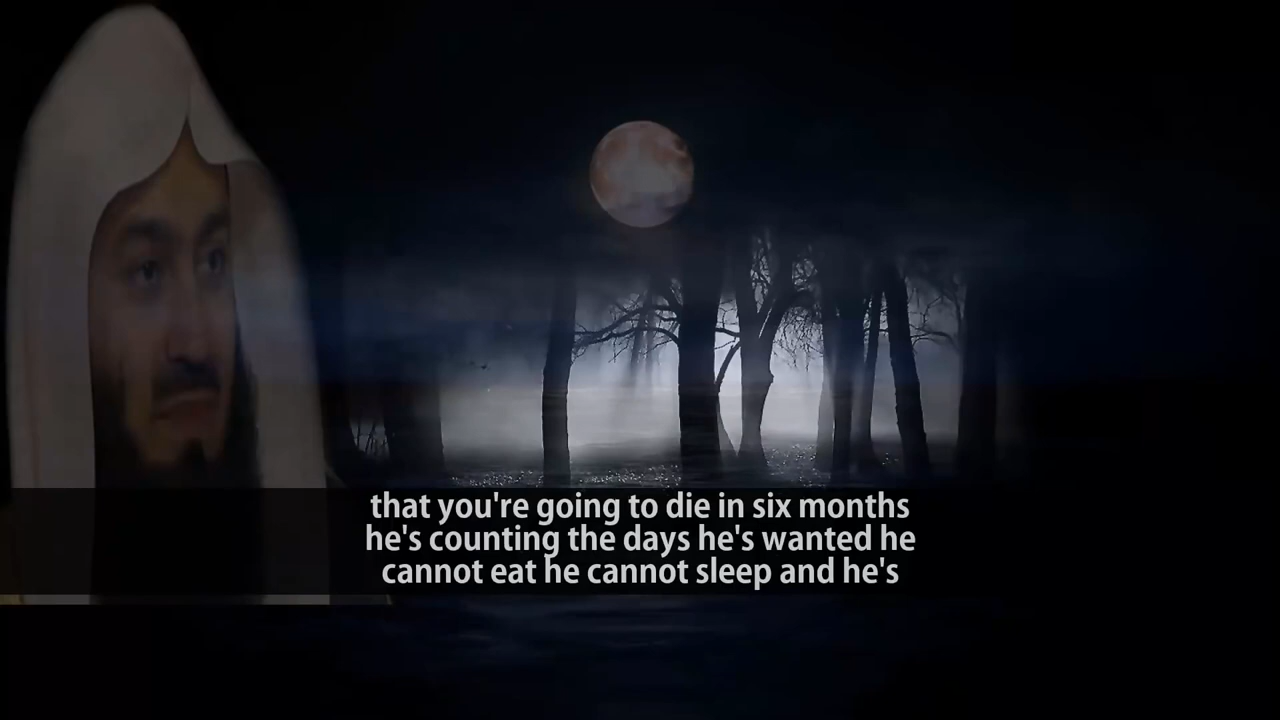 that you're going to die in six months
he's counting the days he's wanted he
cannot eat he cannot sleep and he's